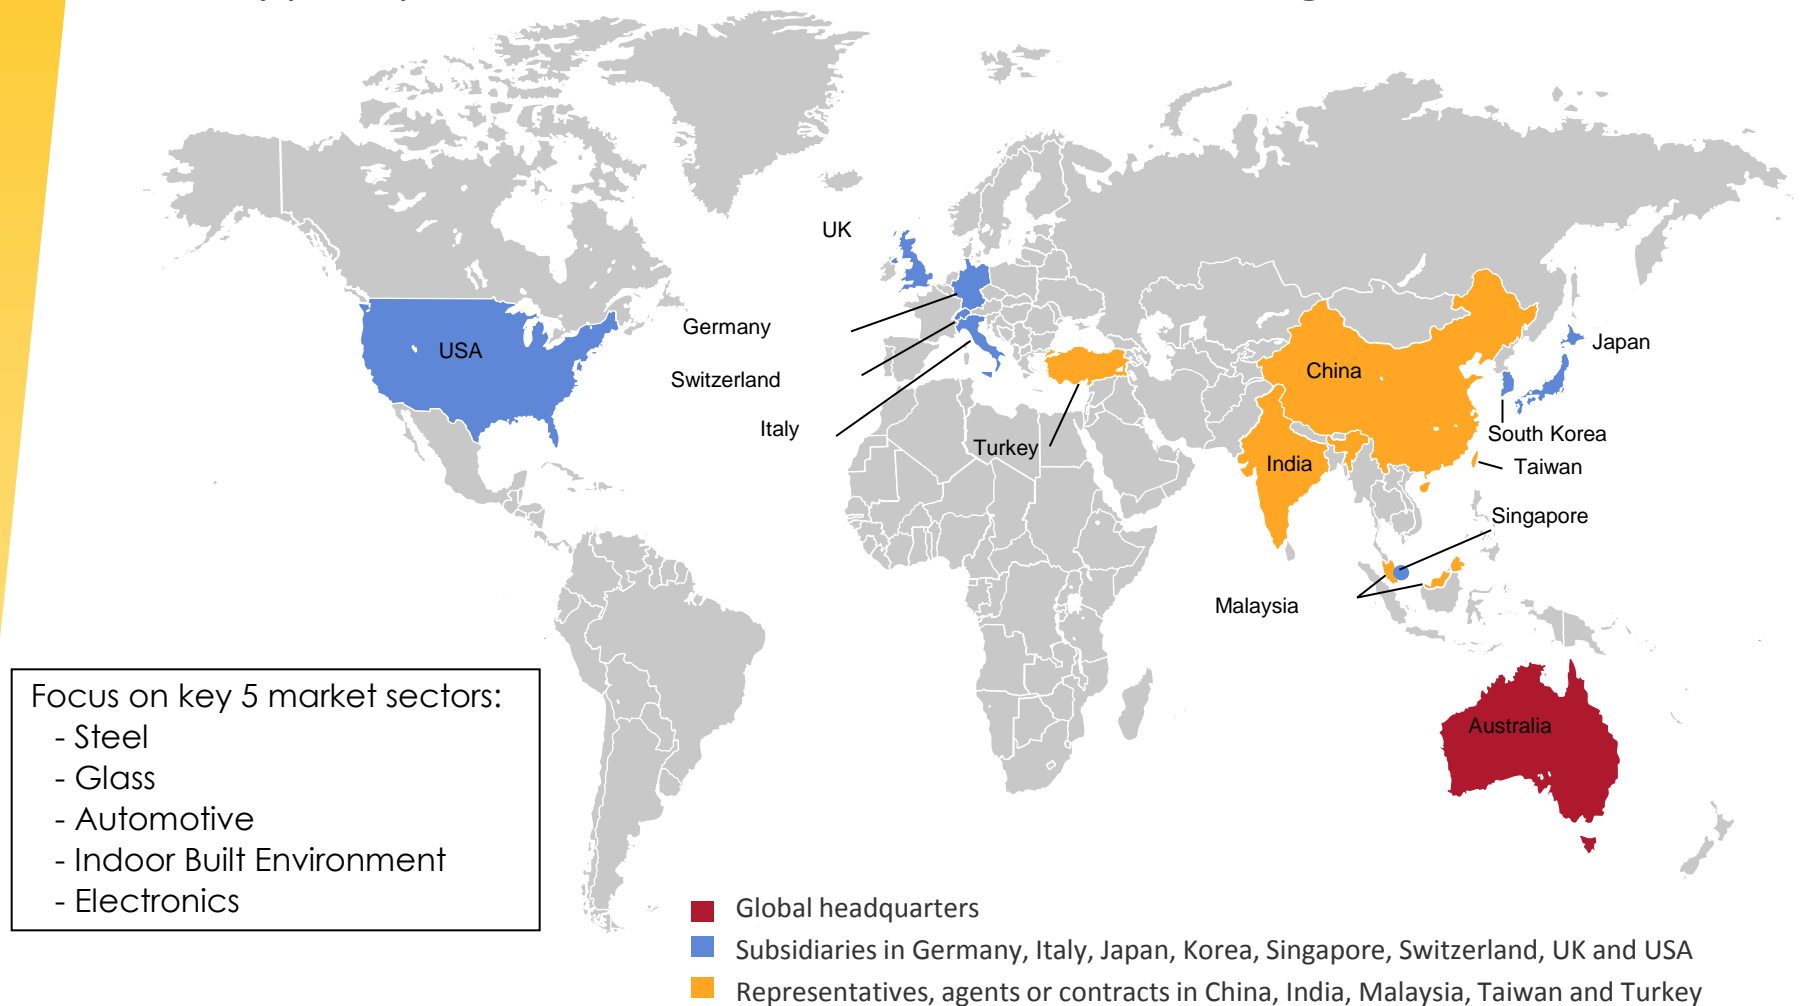 UK
Germany
USA
Japan
China
Switzerland
Italy
South Korea
Turkey
India
Taiwan
Singapore
Malaysia
Australia
Focus on key 5 market sectors:
- Steel
- Glass
- Automotive
- Indoor Built Environment
- Electronics
Global headquarters
Subsidiaries in Germany, Italy, Japan, Korea, Singapore, Switzerland, UK and USA
Representatives, agents or contracts in China, India, Malaysia, Taiwan and Turkey